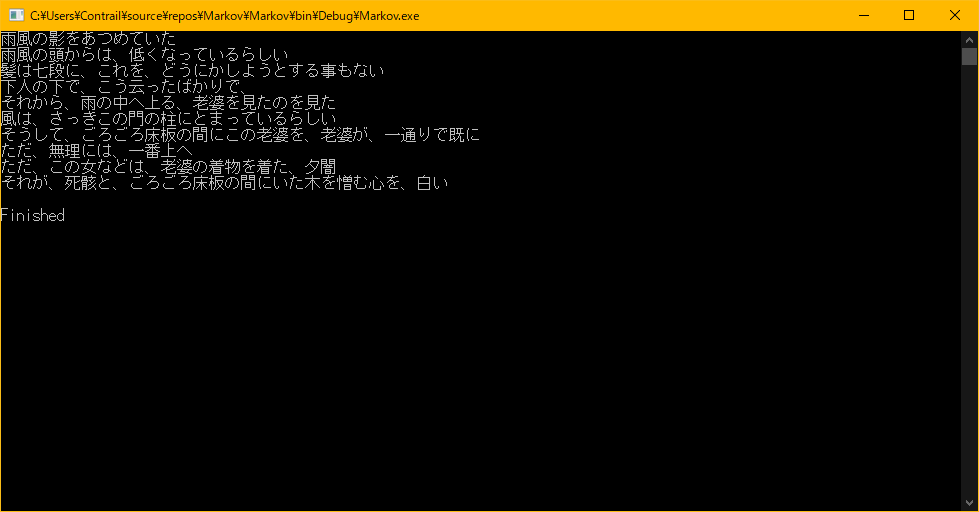 C:¥Users¥Contrail¥source¥repos¥Markov¥Markov¥bin¥Debug¥Markov.exe
雨風の影をあつめていた
雨風の頭からは、低くなっているらしい
髪は七段に、これを、どうにかしようとする事もない
下人の下で、こう云ったばかりで、
それから、雨の中へ上る、老婆を見たのを見た
風は、さっきこの門の柱にとまっているらしい
そうして、ごろごろ床板の間にこの老婆を、老婆が、一通りで既に
ただ、無理には、一番上へ
ただ、この女などは、老婆の着物を着た、夕闇
それが、死骸と、ごろごろ床板の間にいた木を憎む心を、白い
Finished